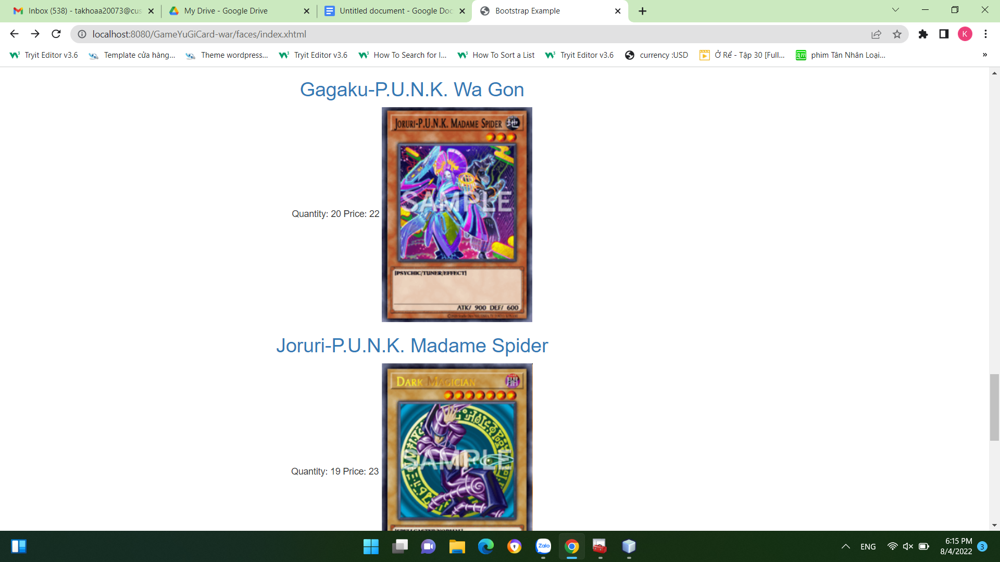 Inbox (538) - takhoaa20073@cus
My Drive - Google Drive
Untitled document - Google Doc
Bootstrap Example
localhost:8080/GameYuGiCard-war/faces/index.xhtml
K
Tryit Editor v3.6
Template cửa hàng...
Theme wordpress...
Tryit Editor v3.6
How To Search for I...
How To Sort a List
Tryit Editor v3.6
currency :USD
Ở Rể - Tập 30 [Full...
phim Tân Nhân Loại...
»
Gagaku-P.U.N.K. Wa Gon
JORURI-P.U.N.K. MADAME SPIDER 地
SAMPLE
Quantity: 20 Price: 22
[PSYCHIC/TUNER/EFFECT]
ATK/ 900 DEF/ 600
Joruri-P.U.N.K. Madame Spider
DARK MAGICIAN 闇
SAMPLE
Quantity: 19 Price: 23
Zalo
ENG
6:15 PM
8/4/2022
3